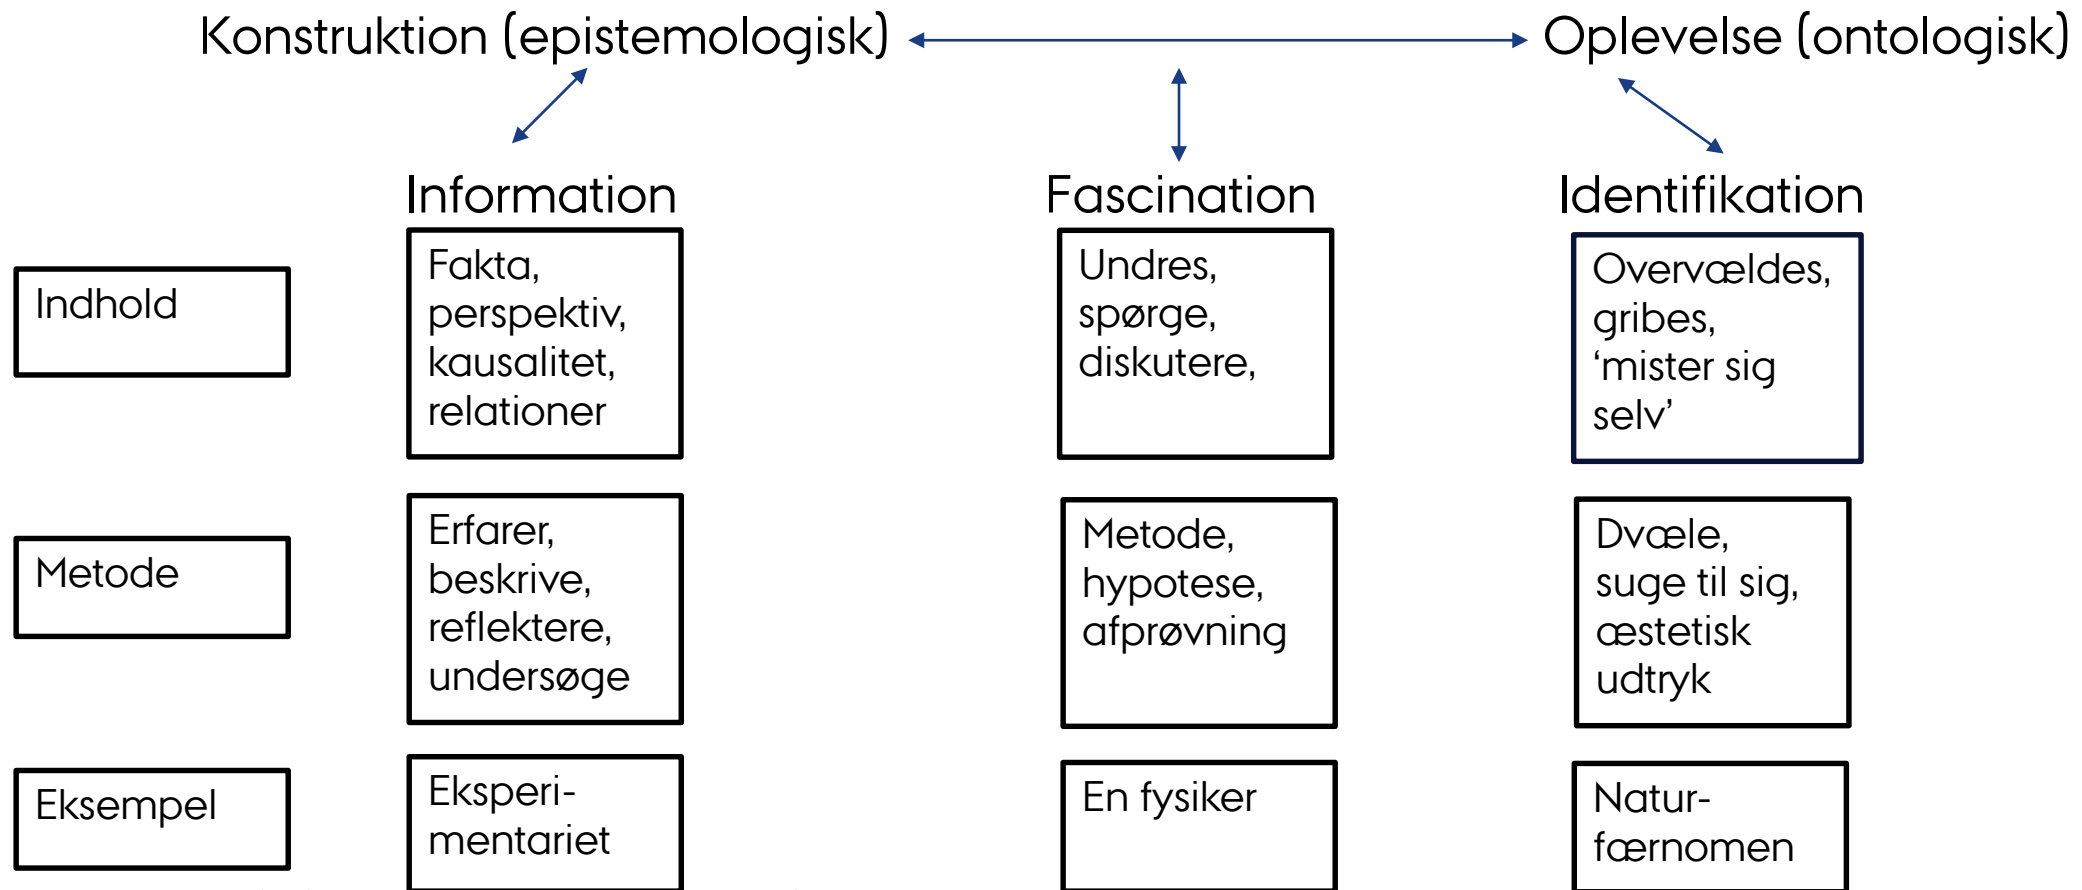 Konstruktion (epistemologisk) Oplevelse (ontologisk)
Information Fascination Identifikation
Indhold
Fakta,
perspektiv,
kausalitet,
relationer
Undres,
spørge,
diskutere,
Overvældes,
gribes,
‘mister sig
selv’
Metode
Erfarer,
beskrive,
reflektere,
undersøge
Metode,
hypotese,
afprøvning
Dvæle,
suge til sig,
æstetisk
udtryk
Eksempel
Eksperi-
mentariet
En fysiker
Natur-
færnomen